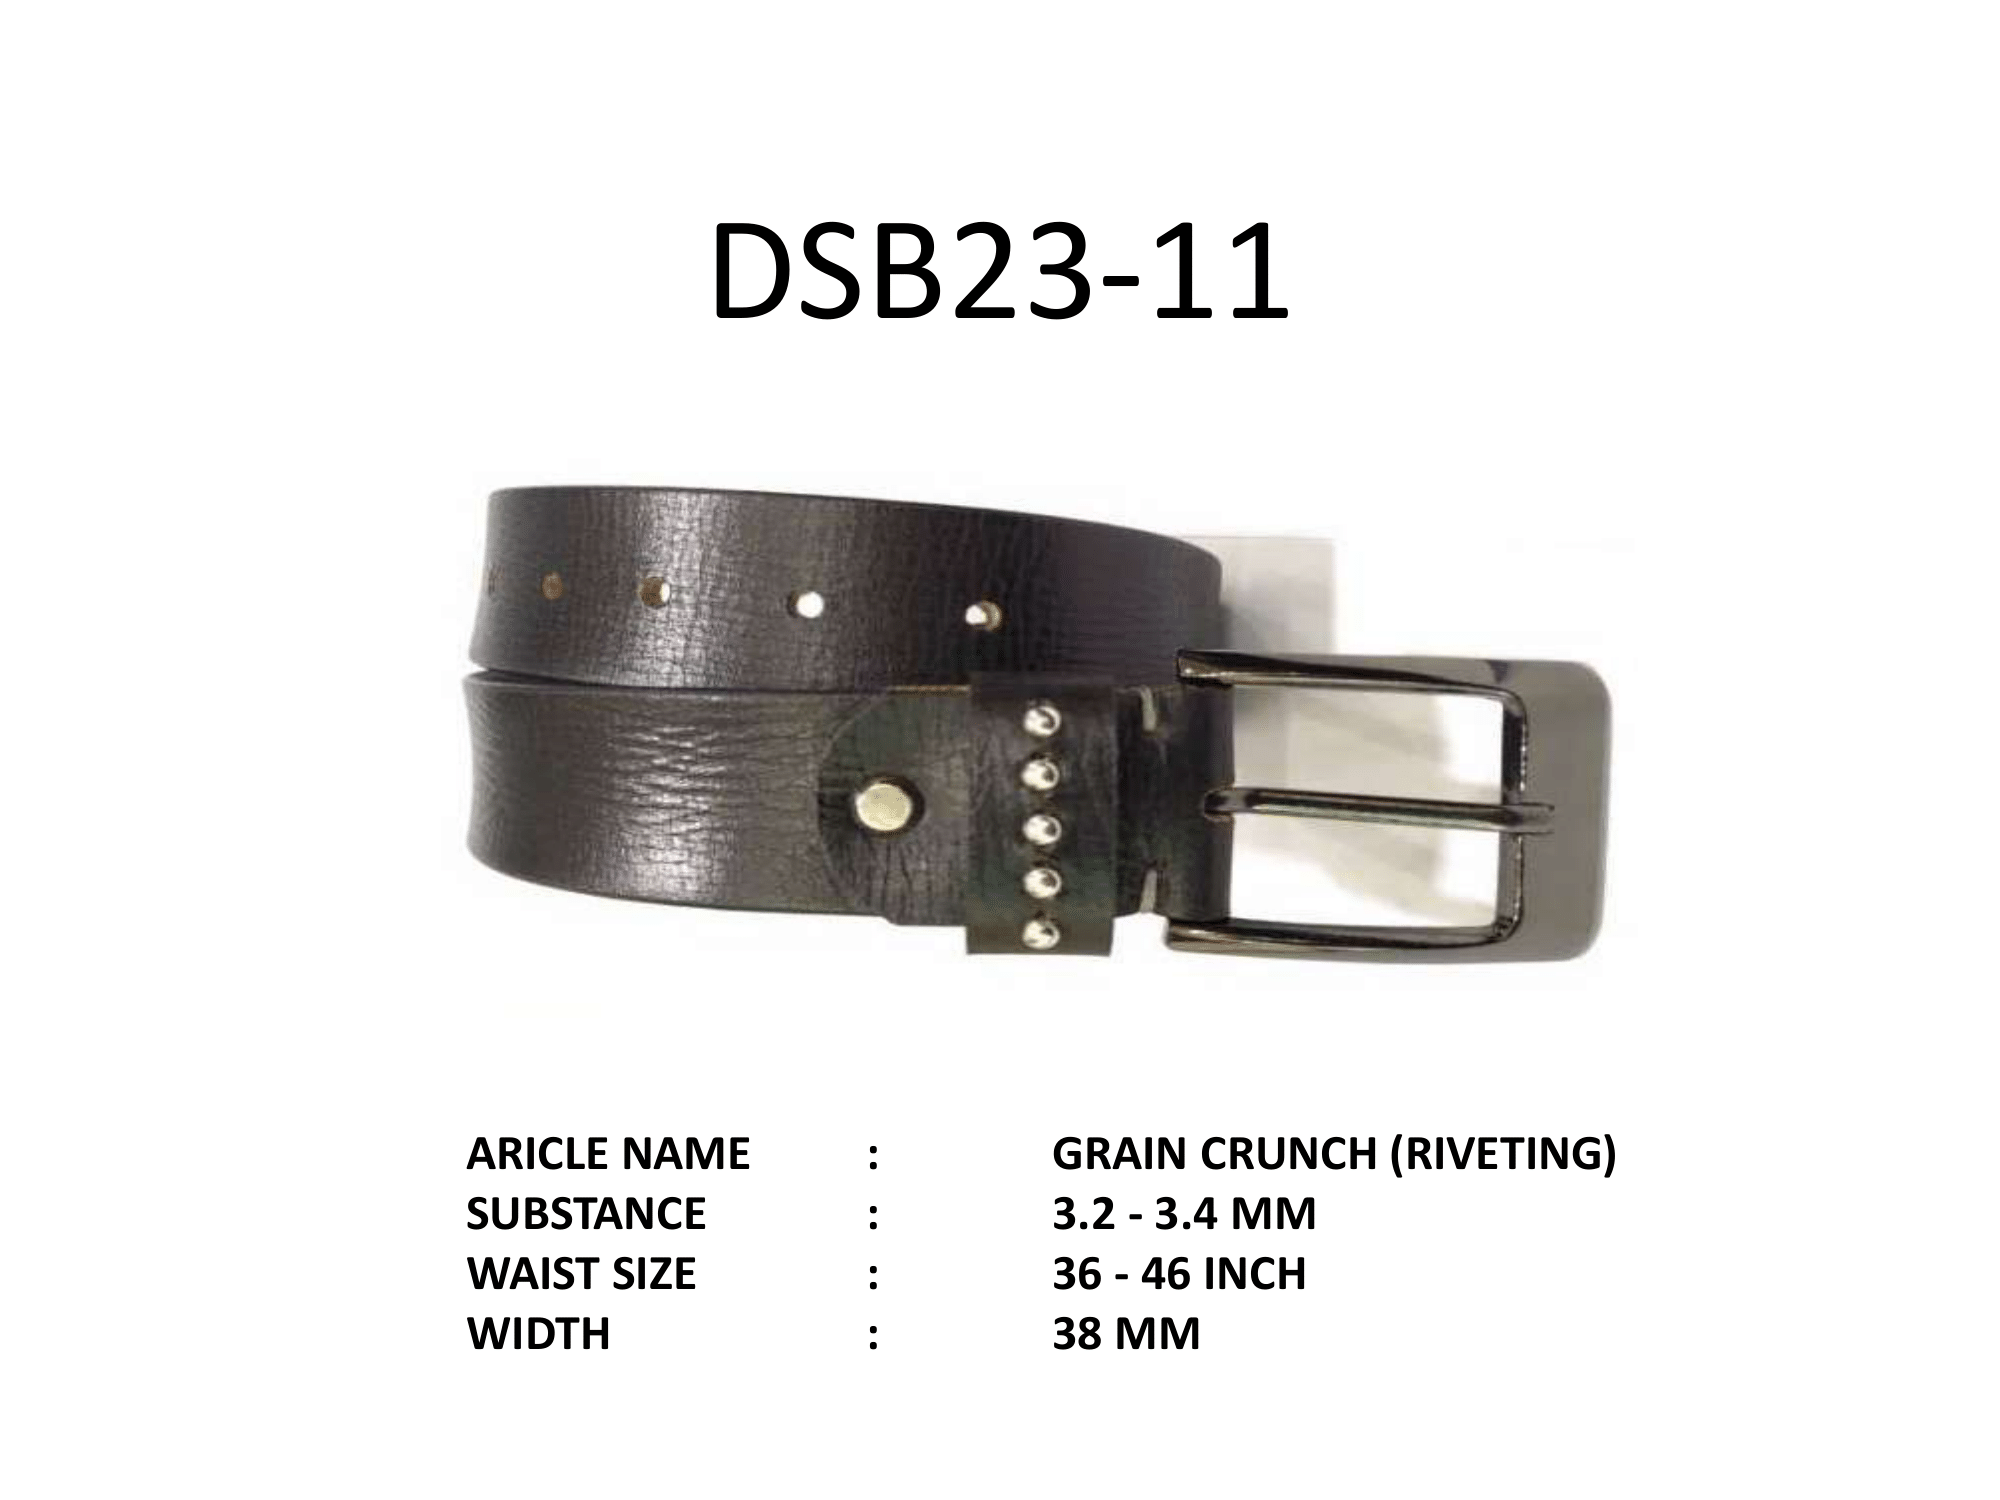 DSB23-11
ARICLE NAME : GRAIN CRUNCH (RIVETING)
SUBSTANCE : 3.2 - 3.4 MM
WAIST SIZE : 36 - 46 INCH
WIDTH : 38 MM